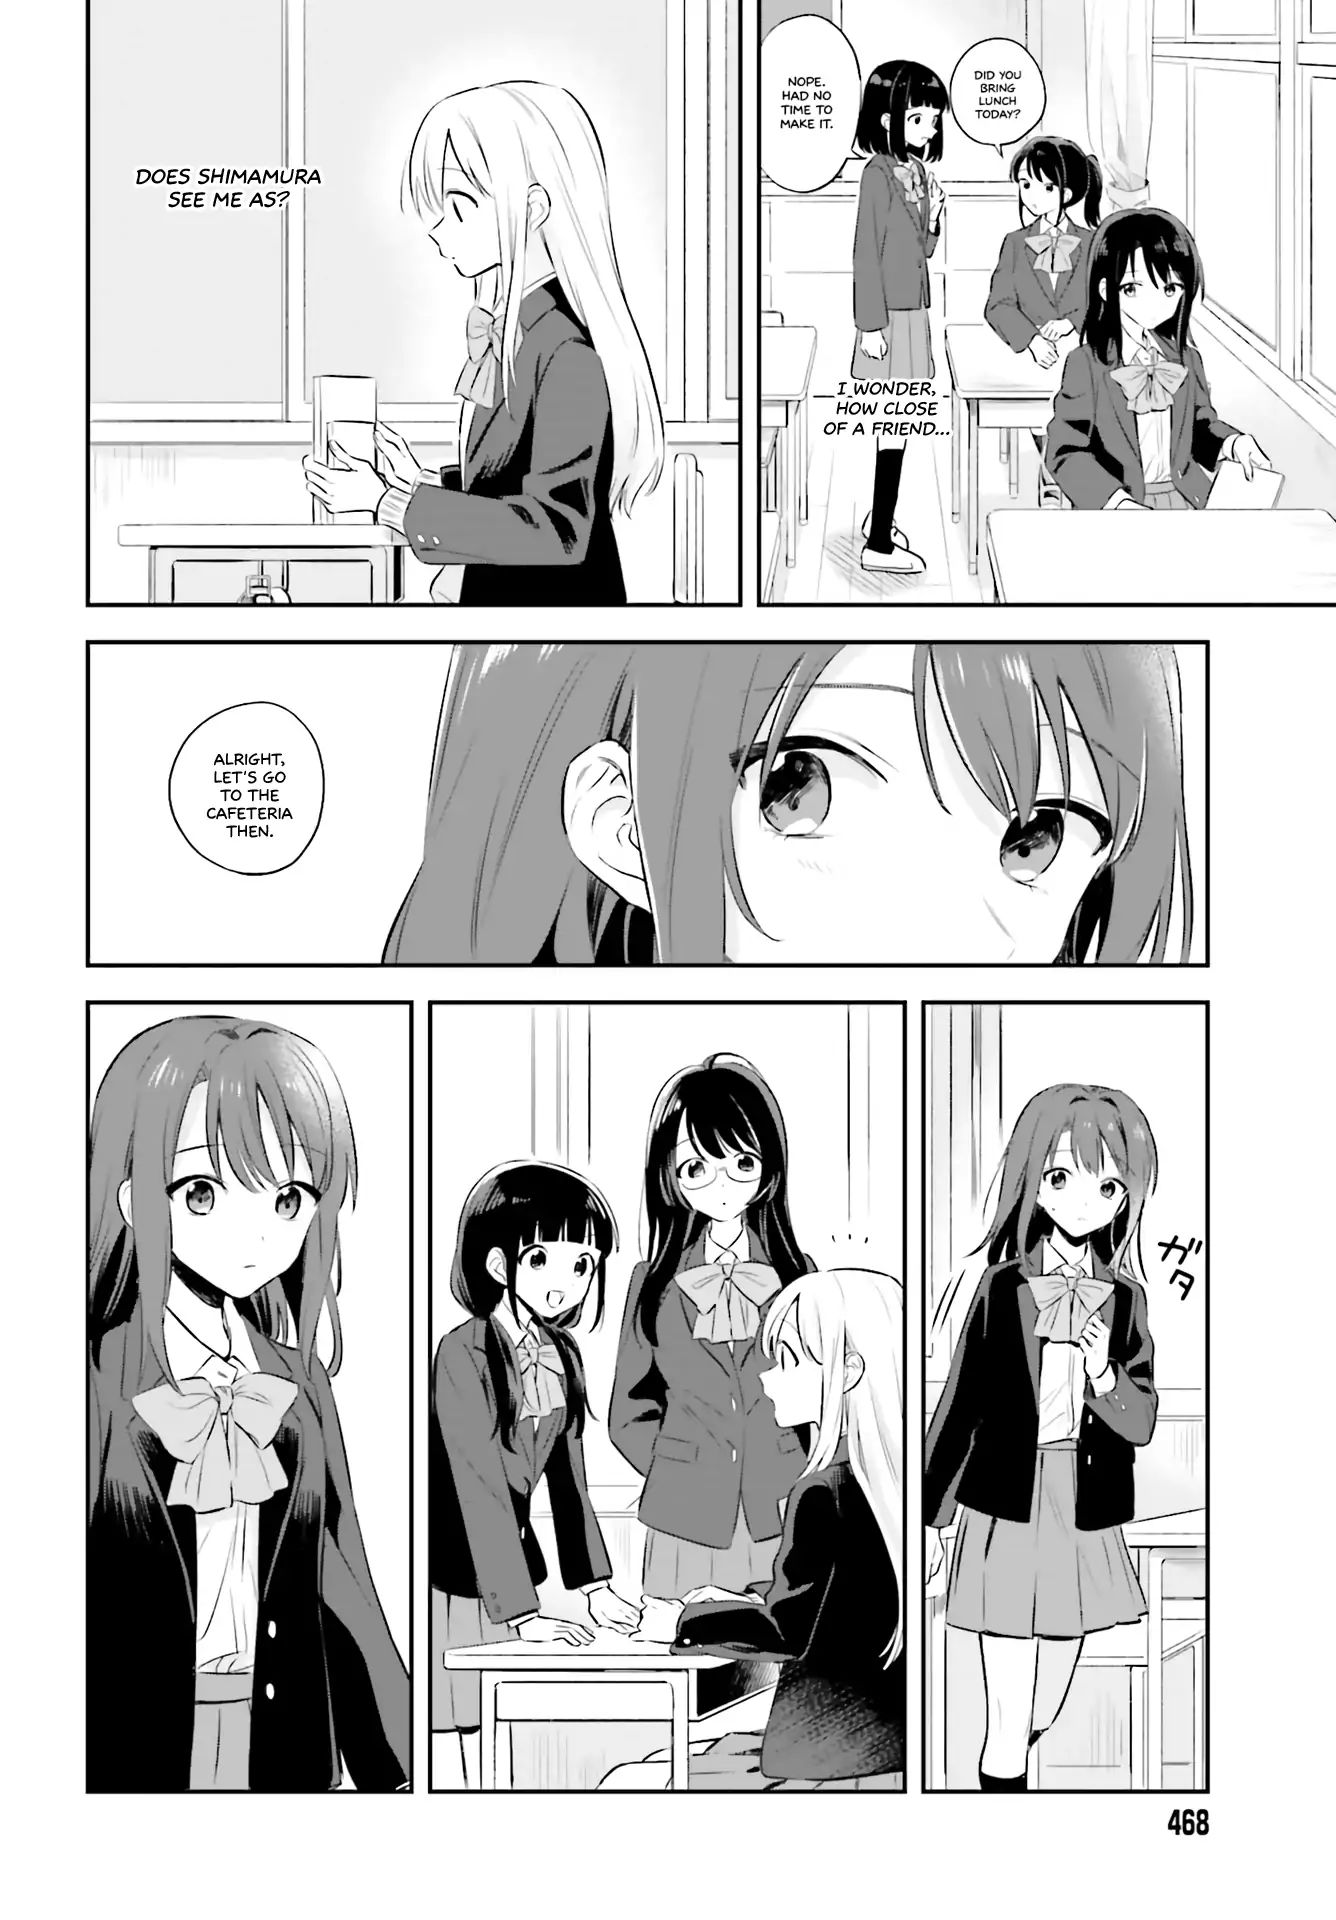 DID YOU
BRING
LUNCH
TODAY?
NOPE.
HAD NO
TIME TO
MAKE IT.
I WONDER,
HOW CLOSE
OF A FRIEND...
DOES SHIMAMURA
SEE ME AS?
ALRIGHT,
LET'S GO
TO THE
CAFETERIA
THEN.
ガタ
468